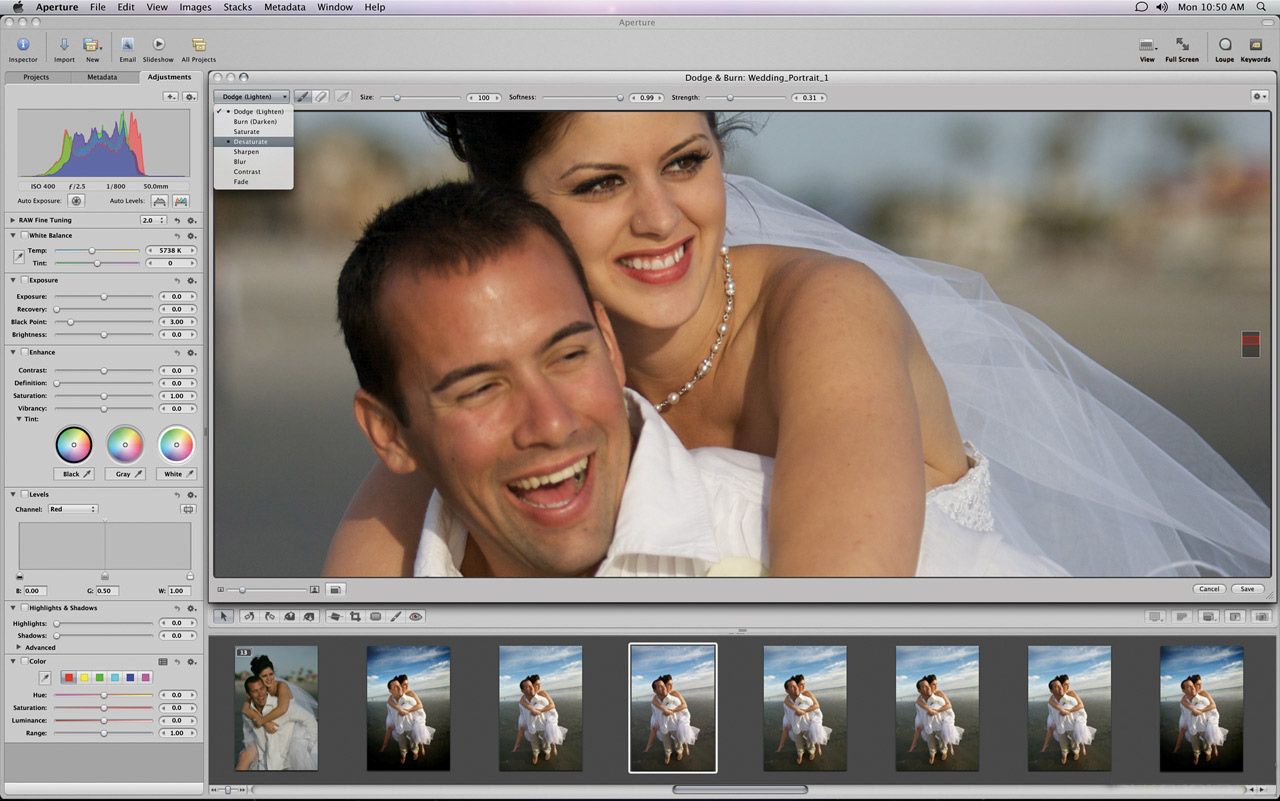 Aperture File Edit View Images Stacks Metadata Window Help Mon 10:50 AM
Aperture
Inspector Import New Email Slideshow All Projects View Full Screen Loupe Keywords
Projects Metadata Adjustments
Dodge & Burn: Wedding_Portrait_1
Dodge (Lighten) Size: 100 Softness: 0.99 Strength: 0.31
Dodge (Lighten)
Burn (Darken)
Saturate
Desaturate
Sharpen
Blur
Contrast
Fade
ISO 400 ƒ/2.5 1/800 50.0mm
Auto Exposure: Auto Levels:
RAW Fine Tuning 2.0
White Balance
Temp: 5738 K
Tint: 0
Exposure
Exposure: 0.0
Recovery: 0.0
Black Point: 3.00
Brightness: 0.0
Enhance
Contrast: 0.0
Definition: 0.0
Saturation: 1.00
Vibrancy: 0.0
Tint:
Black Gray White
Levels
Channel: Red
B: 0.00 G: 0.50 W: 1.00
Highlights & Shadows
Highlights: 0.0
Shadows: 0.0
Advanced
Color
Hue: 0.0
Saturation: 0.0
Luminance: 0.0
Range: 1.00
Cancel Save
13